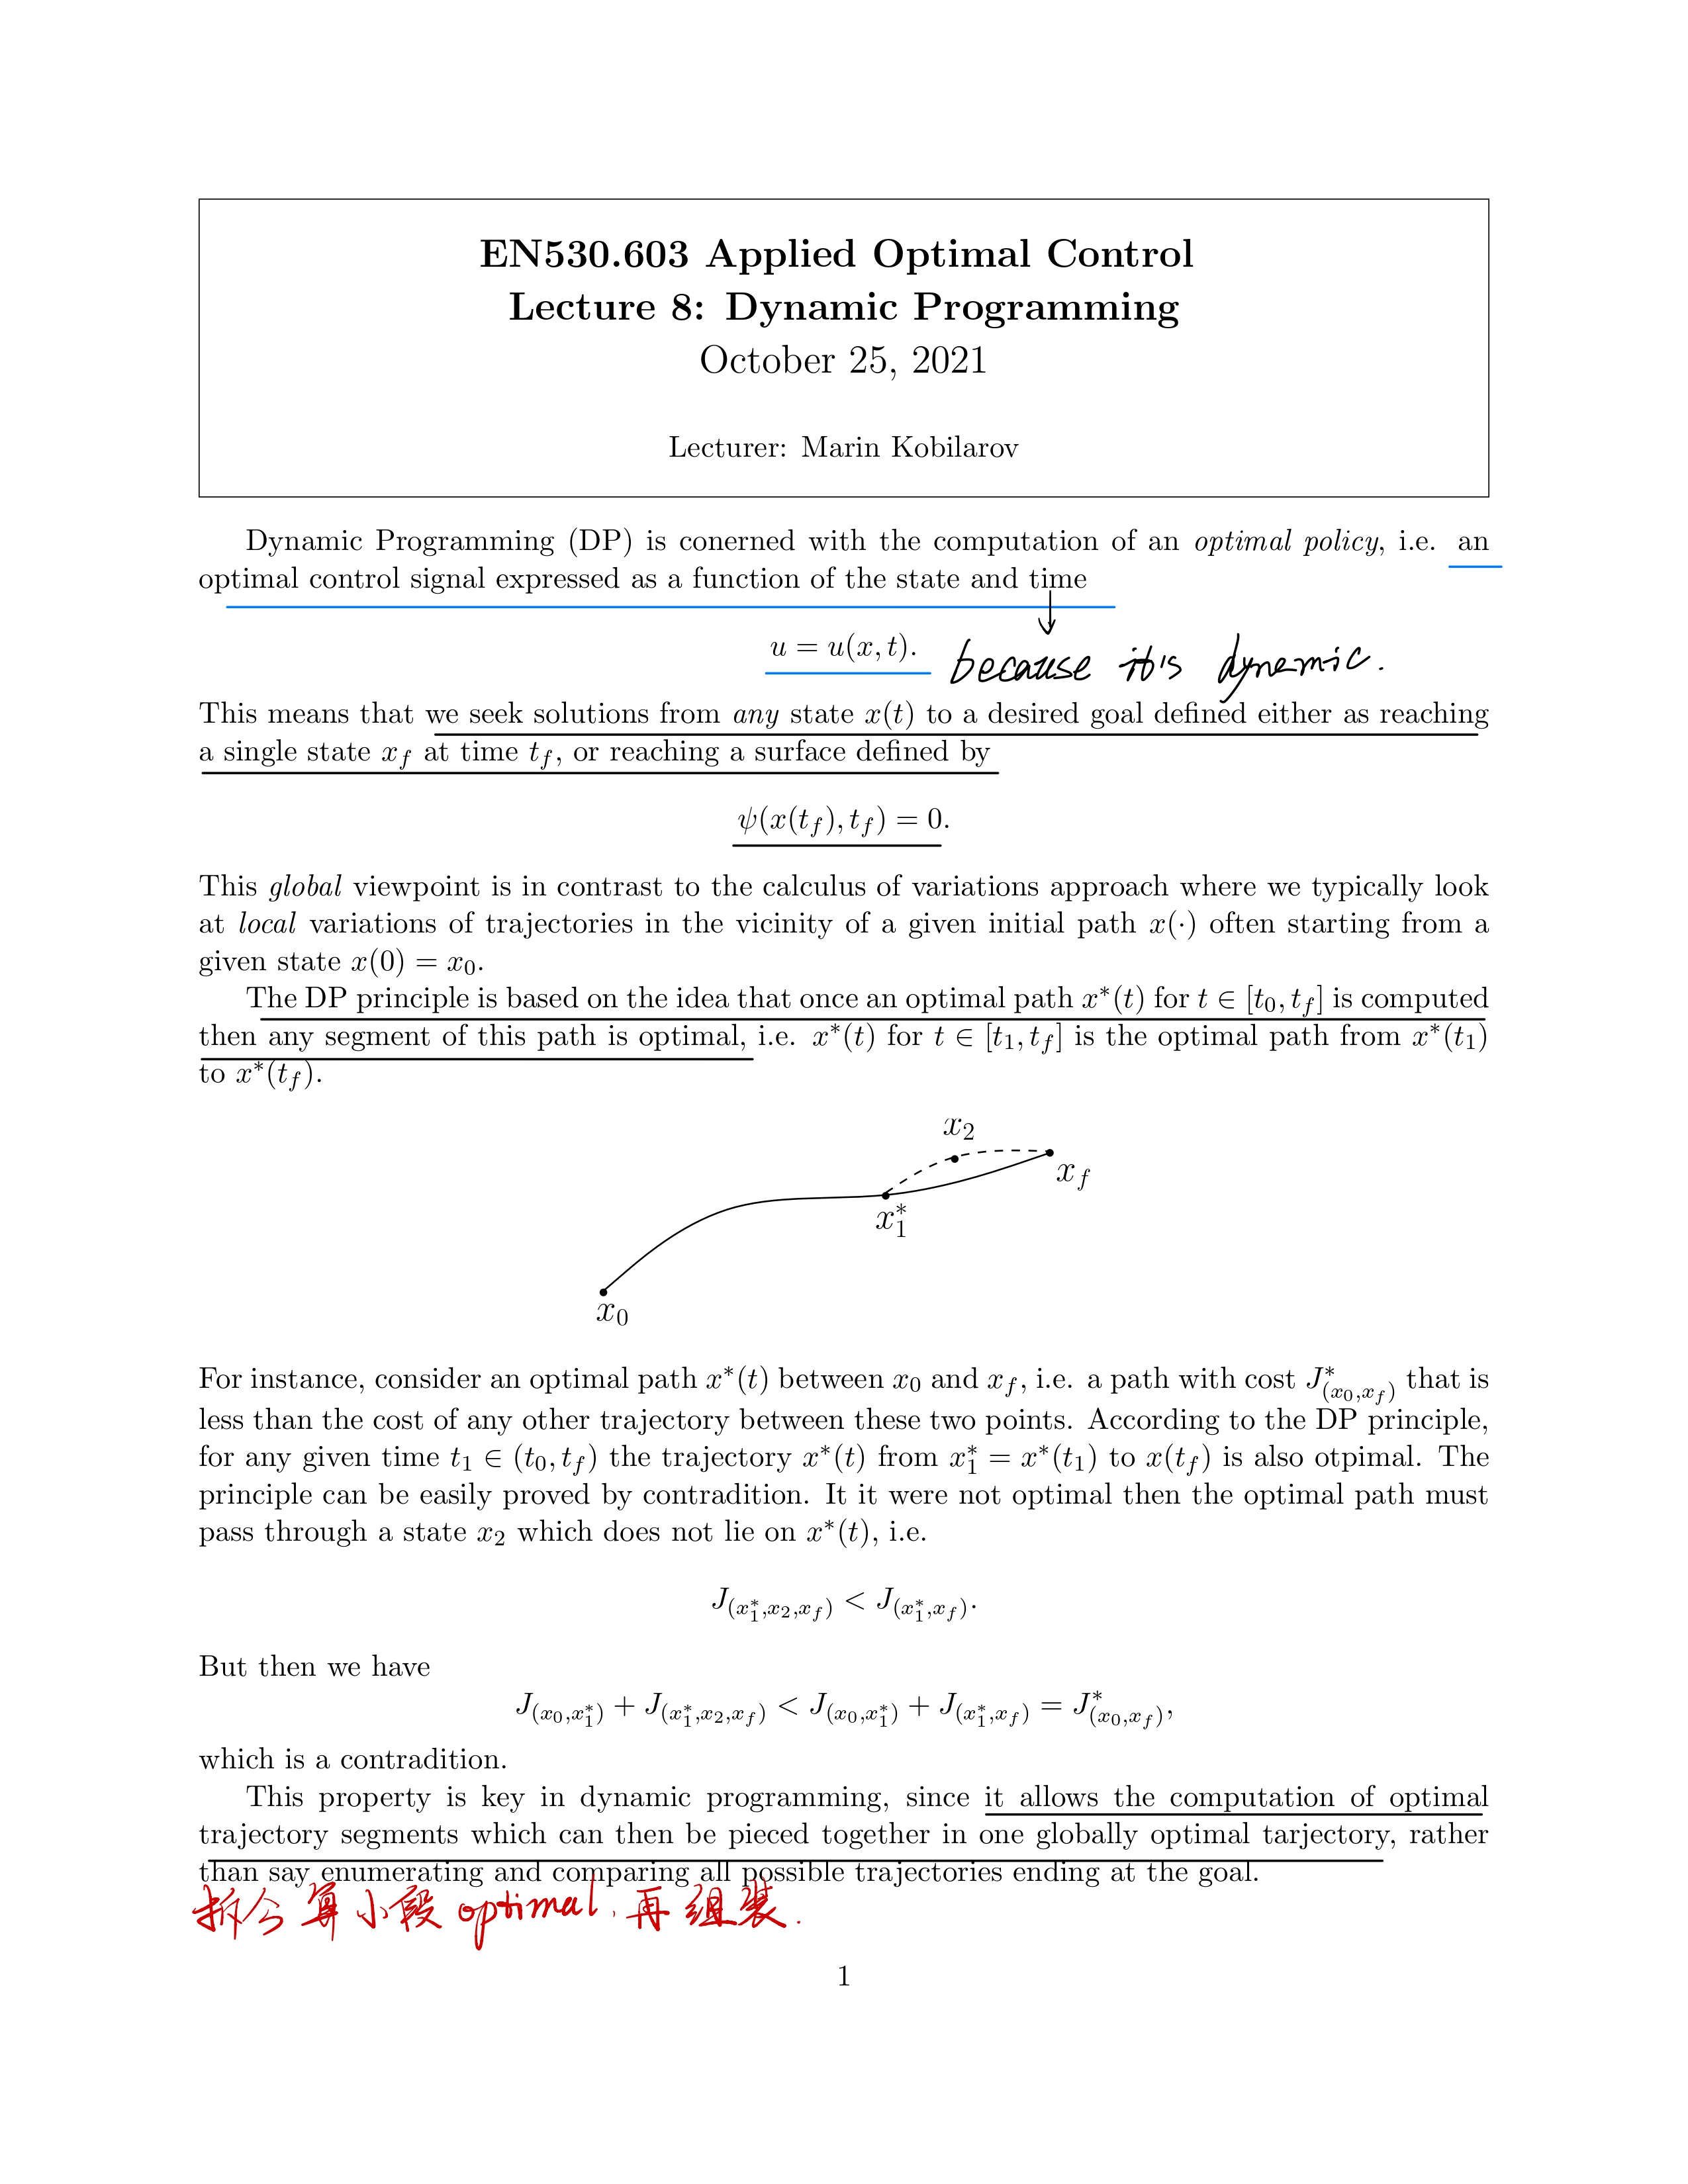 EN530.603 Applied Optimal Control
Lecture 8: Dynamic Programming
October 25, 2021
Lecturer: Marin Kobilarov
Dynamic Programming (DP) is conerned with the computation of an optimal policy, i.e. an
optimal control signal expressed as a function of the state and time
u = u(x, t). because it's dynamic.
This means that we seek solutions from any state x(t) to a desired goal defined either as reaching
a single state x_f at time t_f, or reaching a surface defined by
ψ(x(t_f), t_f) = 0.
This global viewpoint is in contrast to the calculus of variations approach where we typically look
at local variations of trajectories in the vicinity of a given initial path x(·) often starting from a
given state x(0) = x_0.
The DP principle is based on the idea that once an optimal path x*(t) for t ∈ [t_0, t_f] is computed
then any segment of this path is optimal, i.e. x*(t) for t ∈ [t_1, t_f] is the optimal path from x*(t_1)
to x*(t_f).
x_2
x_f
x_1^*
x_0
For instance, consider an optimal path x*(t) between x_0 and x_f, i.e. a path with cost J^*_{(x_0,x_f)} that is
less than the cost of any other trajectory between these two points. According to the DP principle,
for any given time t_1 ∈ (t_0, t_f) the trajectory x*(t) from x_1^* = x*(t_1) to x(t_f) is also otpimal. The
principle can be easily proved by contradition. It it were not optimal then the optimal path must
pass through a state x_2 which does not lie on x*(t), i.e.
J_{(x_1^*,x_2,x_f)} < J_{(x_1^*,x_f)}.
But then we have
J_{(x_0,x_1^*)} + J_{(x_1^*,x_2,x_f)} < J_{(x_0,x_1^*)} + J_{(x_1^*,x_f)} = J^*_{(x_0,x_f)},
which is a contradition.
This property is key in dynamic programming, since it allows the computation of optimal
trajectory segments which can then be pieced together in one globally optimal tarjectory, rather
than say enumerating and comparing all possible trajectories ending at the goal.
拆分算小段 optimal. 再组装.
1